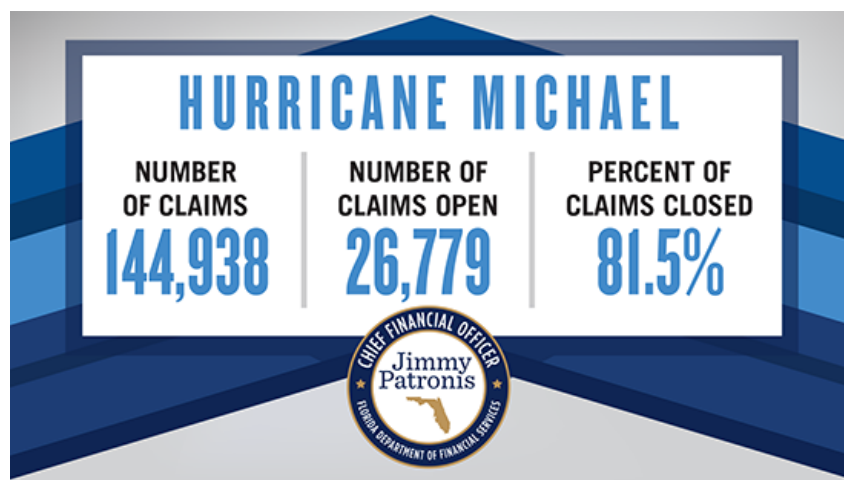 HURRICANE MICHAEL
NUMBER
OF CLAIMS
144,938
NUMBER OF
CLAIMS OPEN
26,779
PERCENT OF
CLAIMS CLOSED
81.5%
CHIEF FINANCIAL OFFICER
Jimmy
Patronis
FLORIDA DEPARTMENT OF FINANCIAL SERVICES